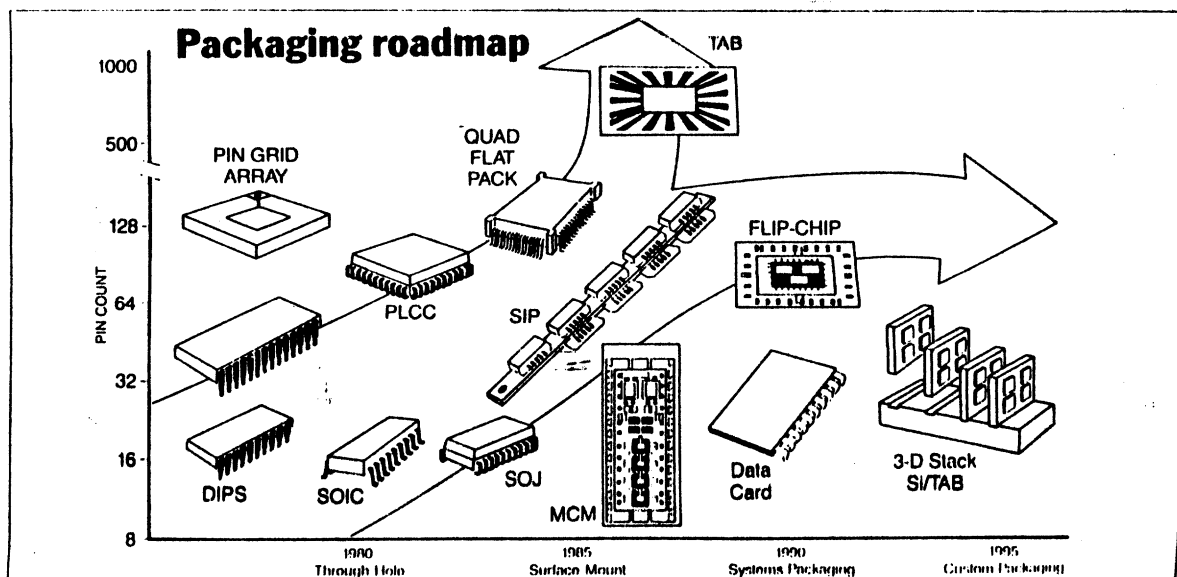 Packaging roadmap
TAB
1000
500
128
64
32
16
8
PIN COUNT
PIN GRID
ARRAY
QUAD
FLAT
PACK
PLCC
SIP
FLIP-CHIP
DIPS
SOIC
SOJ
MCM
Data
Card
3-D Stack
Si/TAB
1980
1985
1990
1995
Through Hole
Surface Mount
Systems Packaging
Custom Packaging